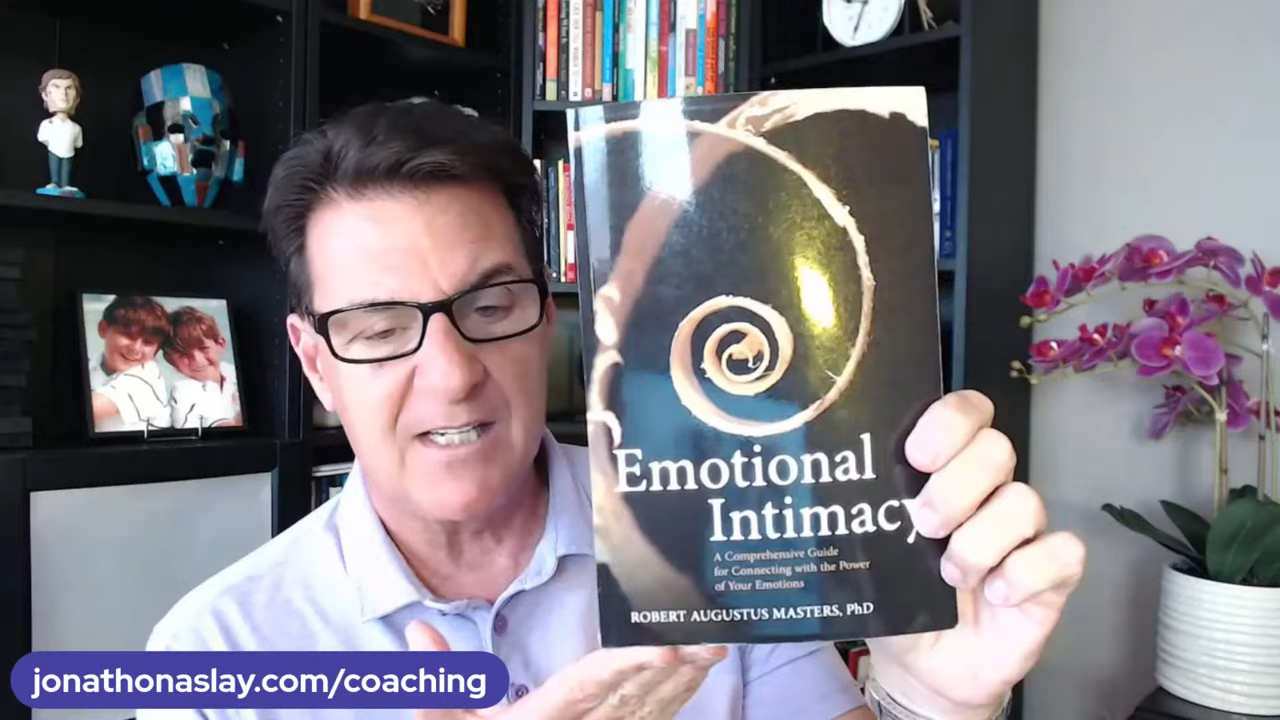 Emotional
Intimacy
A Comprehensive Guide
for Connecting with the Power
of Your Emotions
ROBERT AUGUSTUS MASTERS, PhD
jonathonaslay.com/coaching